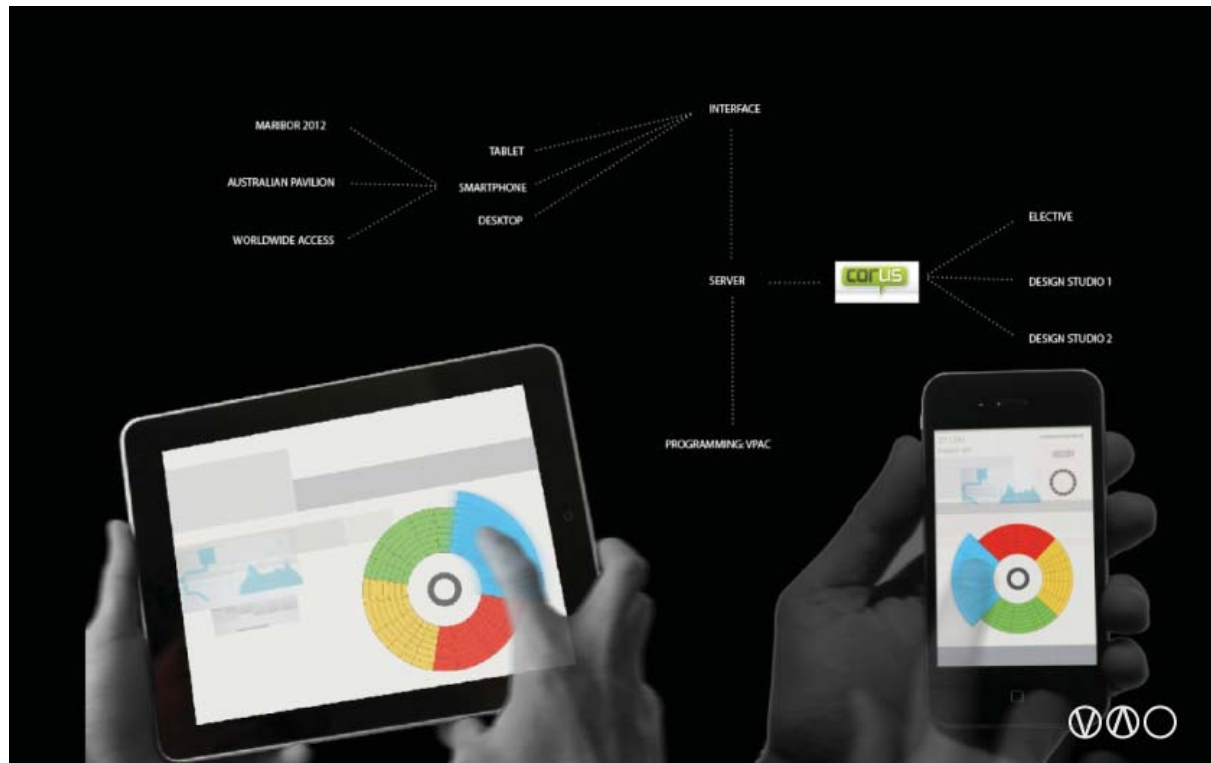 INTERFACE
MARIBOR 2012
TABLET
AUSTRALIAN PAVILION
SMARTPHONE
DESKTOP
WORLDWIDE ACCESS
ELECTIVE
SERVER
corus
DESIGN STUDIO 1
DESIGN STUDIO 2
PROGRAMMING: VPAC